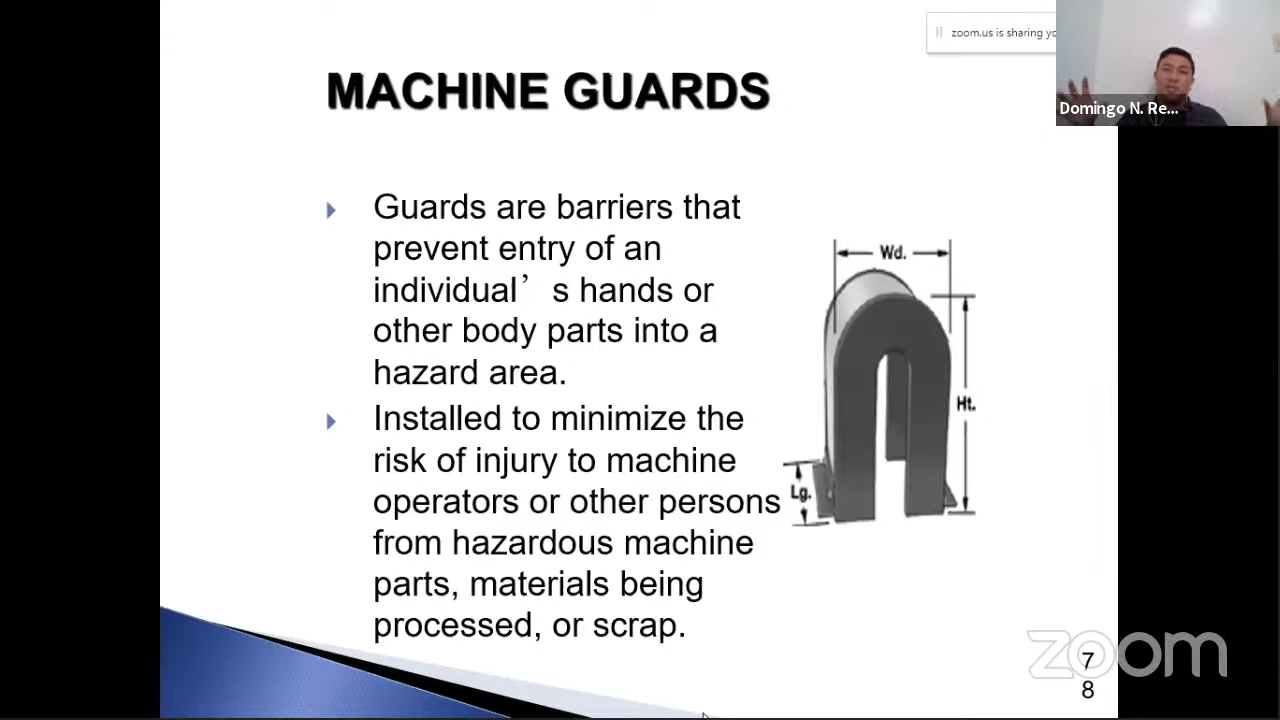 zoom.us is sharing yo
MACHINE GUARDS
Domingo N. Re...
Guards are barriers that
prevent entry of an
individual’ s hands or
other body parts into a
hazard area.
Installed to minimize the
risk of injury to machine
operators or other persons
from hazardous machine
parts, materials being
processed, or scrap.
Wd.
Ht.
Lg.
zoom
7
8